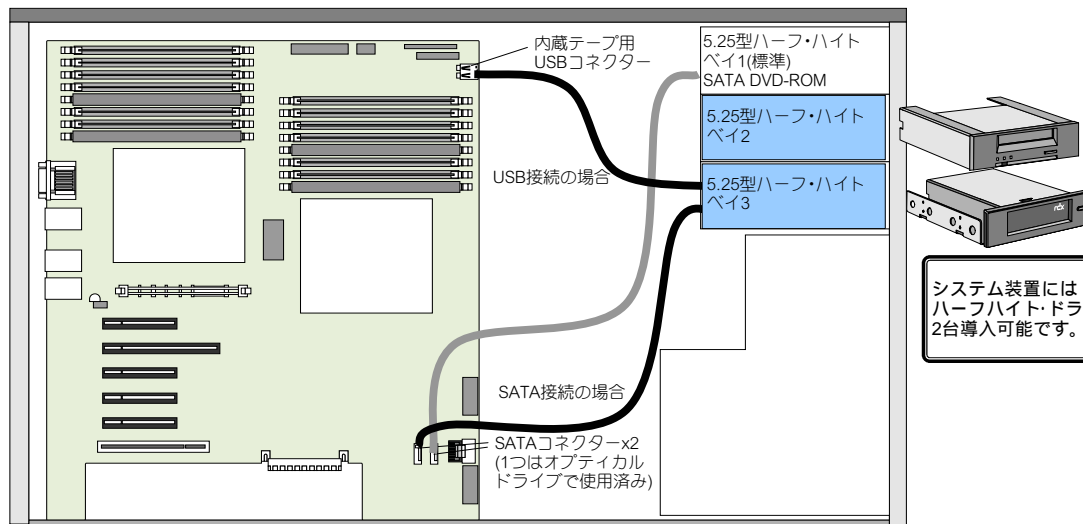 内蔵テープ用
USBコネクター
5.25型ハーフ・ハイト
ベイ1(標準)
SATA DVD-ROM
5.25型ハーフ・ハイト
ベイ2
USB接続の場合
5.25型ハーフ・ハイト
ベイ3
rdx
システム装置には
ハーフハイト・ドラ
2台導入可能です。
SATA接続の場合
SATAコネクターx2
(1つはオプティカル
ドライブで使用済み)